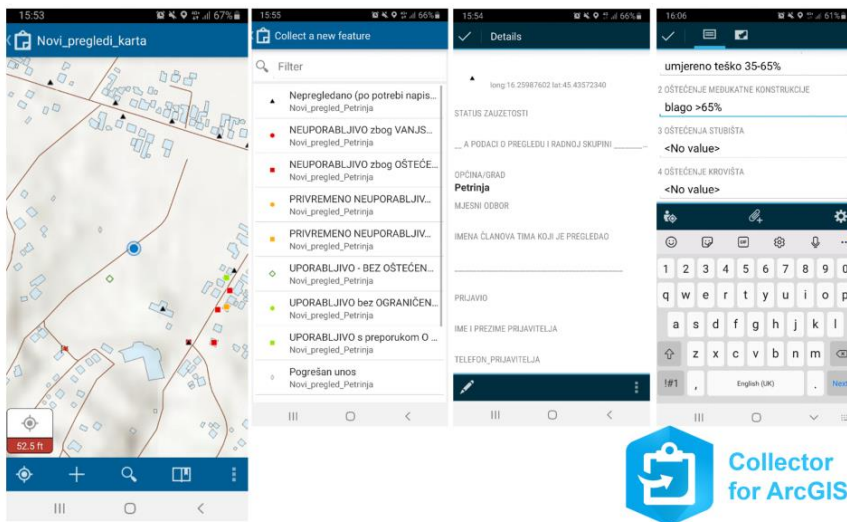 15:53
67%
Novi_pregledi_karta
52.5 ft
15:55
66%
Collect a new feature
Filter
Nepregledano (po potrebi napis...
Novi_pregled_Petrinja
NEUPORABLJIVO zbog VANJS...
Novi_pregled_Petrinja
NEUPORABLJIVO zbog OŠTEĆE...
Novi_pregled_Petrinja
PRIVREMENO NEUPORABLJIV...
Novi_pregled_Petrinja
PRIVREMENO NEUPORABLJIV...
Novi_pregled_Petrinja
UPORABLJIVO - BEZ OŠTEĆEN...
Novi_pregled_Petrinja
UPORABLJIVO bez OGRANIČEN...
Novi_pregled_Petrinja
UPORABLJIVO s preporukom O ...
Novi_pregled_Petrinja
Pogrešan unos
Novi_pregled_Petrinja
15:54
66%
Details
long:16.25987602 lat:45.43572340
STATUS ZAUZETOSTI
__ A PODACI O PREGLEDU I RADNOJ SKUPINI ________...
OPĆINA/GRAD
Petrinja
MJESNI ODBOR
IMENA ČLANOVA TIMA KOJI JE PREGLEDAO
PRIJAVIO
IME I PREZIME PRIJAVITELJA
TELEFON_PRIJAVITELJA
16:06
61%
umjereno teško 35-65%
2 OŠTEĆENJE MEĐUKATNE KONSTRUKCIJE
blago >65%
3 OŠTEĆENJA STUBIŠTA
<No value>
4 OŠTEĆENJE KROVIŠTA
<No value>
GIF
1 2 3 4 5 6 7 8 9 0
q w e r t y u i o p
a s d f g h j k l
z x c v b n m
!#1 , English (UK) . Next
Collector
for ArcGIS